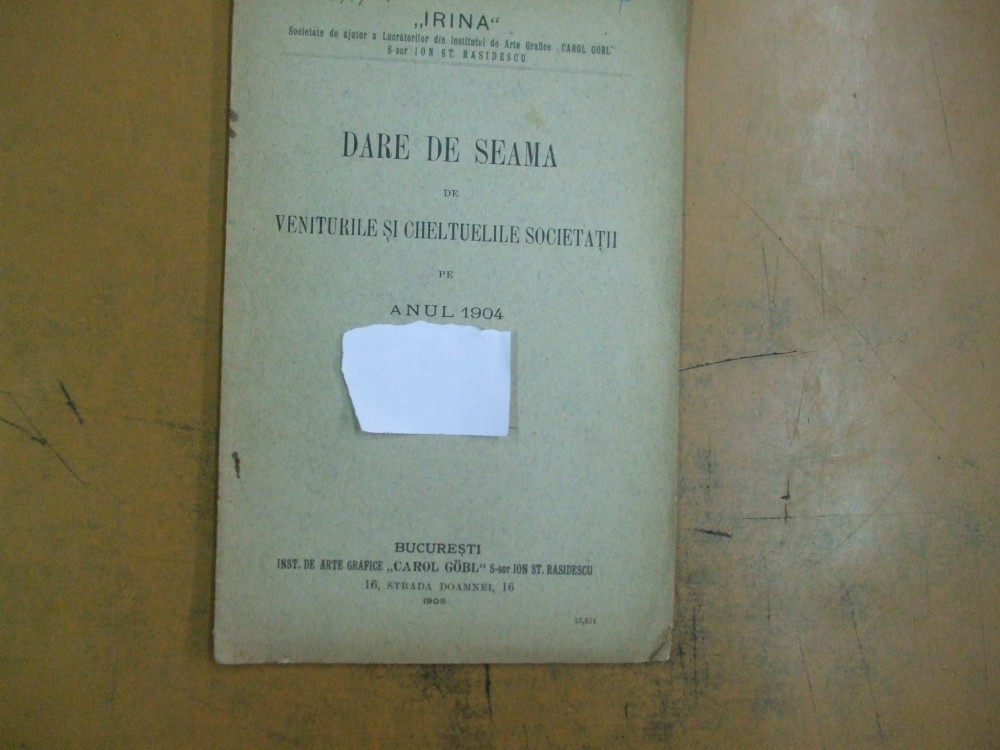 „IRINA“
Societate de ajutor a Lucrătorilor din Institutul de Arte Grafice „CAROL GÖBL“
S-sor ION ST. RASIDESCU
DARE DE SEAMA
DE
VENITURILE ȘI CHELTUELILE SOCIETAȚII
PE
ANUL 1904
BUCUREȘTI
INST. DE ARTE GRAFICE „CAROL GÖBL“ S-sor ION ST. RASIDESCU
16, STRADA DOAMNEI, 16
1905